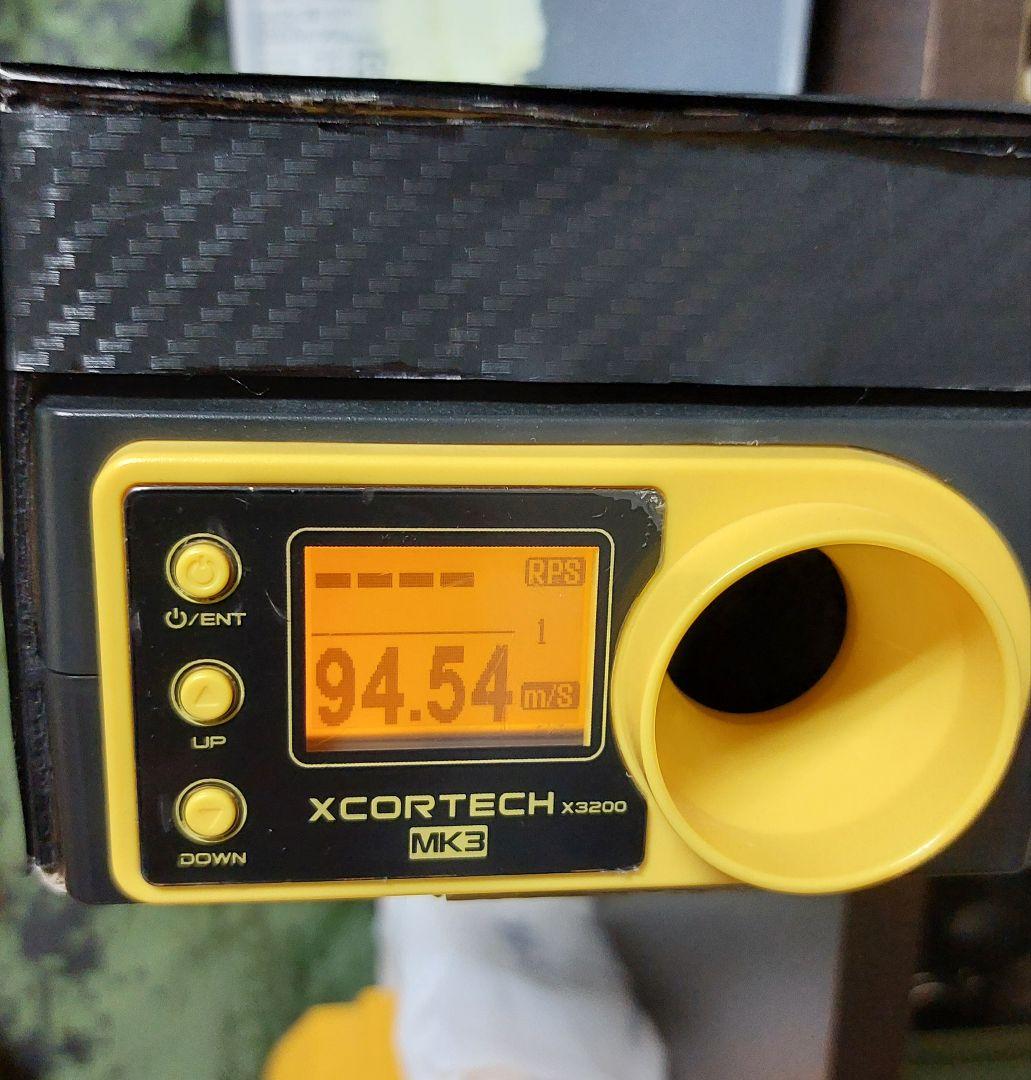 ---- RPS
1
94.54 m/S
⏻/ENT
UP
DOWN
XCORTECH X3200
MK3